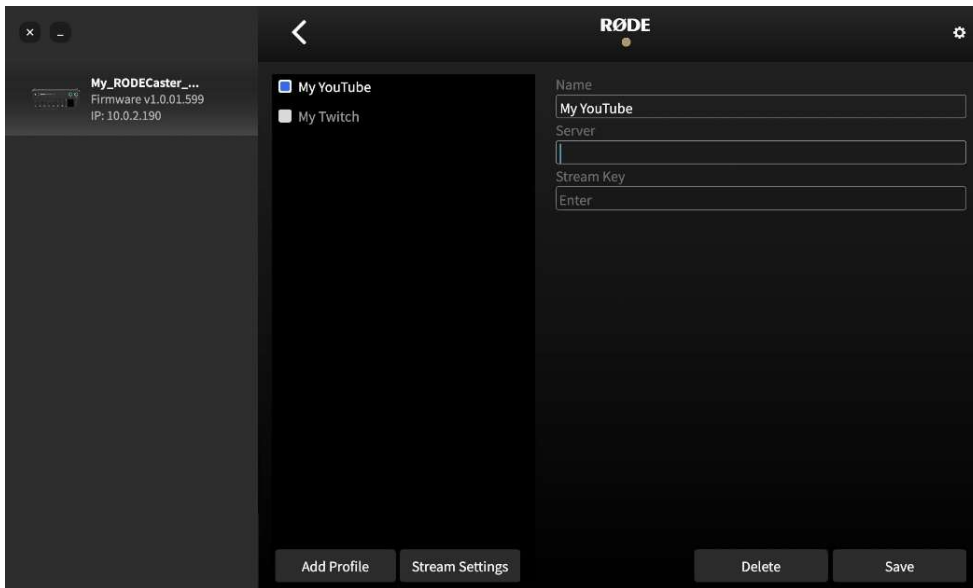 RØDE
My_RODECaster_...
Firmware v1.0.01.599
IP: 10.0.2.190
My YouTube
My Twitch
Name
My YouTube
Server
Stream Key
Enter
Add Profile
Stream Settings
Delete
Save